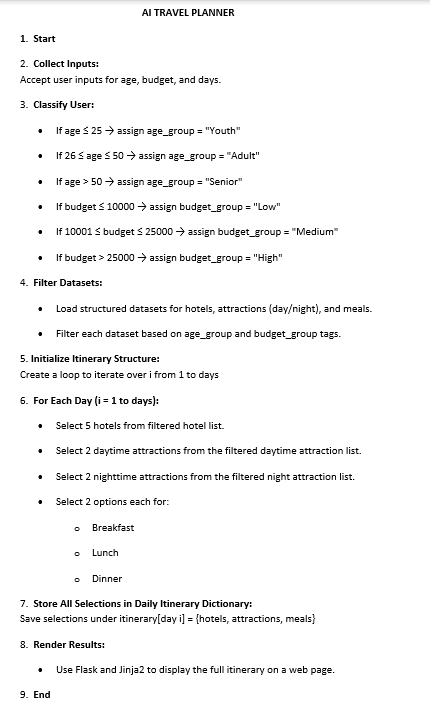 AI TRAVEL PLANNER
1. Start
2. Collect Inputs:
Accept user inputs for age, budget, and days.
3. Classify User:
• If age ≤ 25 → assign age_group = "Youth"
• If 26 ≤ age ≤ 50 → assign age_group = "Adult"
• If age > 50 → assign age_group = "Senior"
• If budget ≤ 10000 → assign budget_group = "Low"
• If 10001 ≤ budget ≤ 25000 → assign budget_group = "Medium"
• If budget > 25000 → assign budget_group = "High"
4. Filter Datasets:
• Load structured datasets for hotels, attractions (day/night), and meals.
• Filter each dataset based on age_group and budget_group tags.
5. Initialize Itinerary Structure:
Create a loop to iterate over i from 1 to days
6. For Each Day (i = 1 to days):
• Select 5 hotels from filtered hotel list.
• Select 2 daytime attractions from the filtered daytime attraction list.
• Select 2 nighttime attractions from the filtered night attraction list.
• Select 2 options each for:
o Breakfast
o Lunch
o Dinner
7. Store All Selections in Daily Itinerary Dictionary:
Save selections under itinerary[day i] = {hotels, attractions, meals}
8. Render Results:
• Use Flask and Jinja2 to display the full itinerary on a web page.
9. End